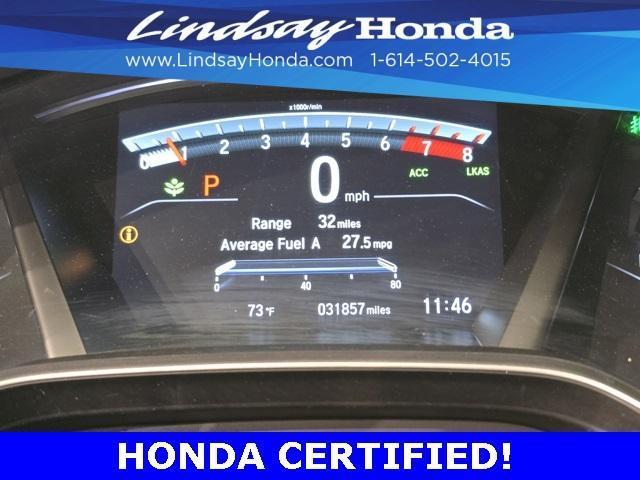 Lindsay Honda
www.LindsayHonda.com 1-614-502-4015
x1000r/min
0 1 2 3 4 5 6 7 8
P 0 mph ACC LKAS
Range 32 miles
i Average Fuel A 27.5 mpg
0 40 80
73 °F 031857 miles 11:46
HONDA CERTIFIED!